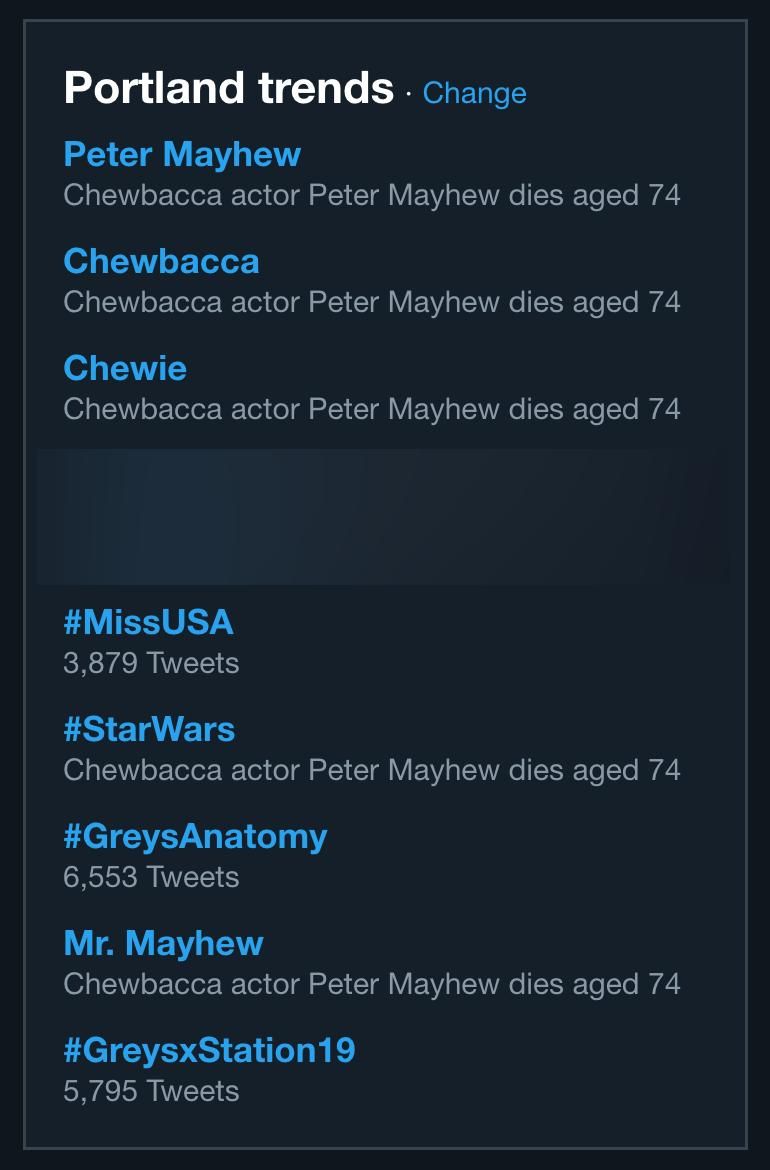 Portland trends · Change
Peter Mayhew
Chewbacca actor Peter Mayhew dies aged 74
Chewbacca
Chewbacca actor Peter Mayhew dies aged 74
Chewie
Chewbacca actor Peter Mayhew dies aged 74
#MissUSA
3,879 Tweets
#StarWars
Chewbacca actor Peter Mayhew dies aged 74
#GreysAnatomy
6,553 Tweets
Mr. Mayhew
Chewbacca actor Peter Mayhew dies aged 74
#GreysxStation19
5,795 Tweets